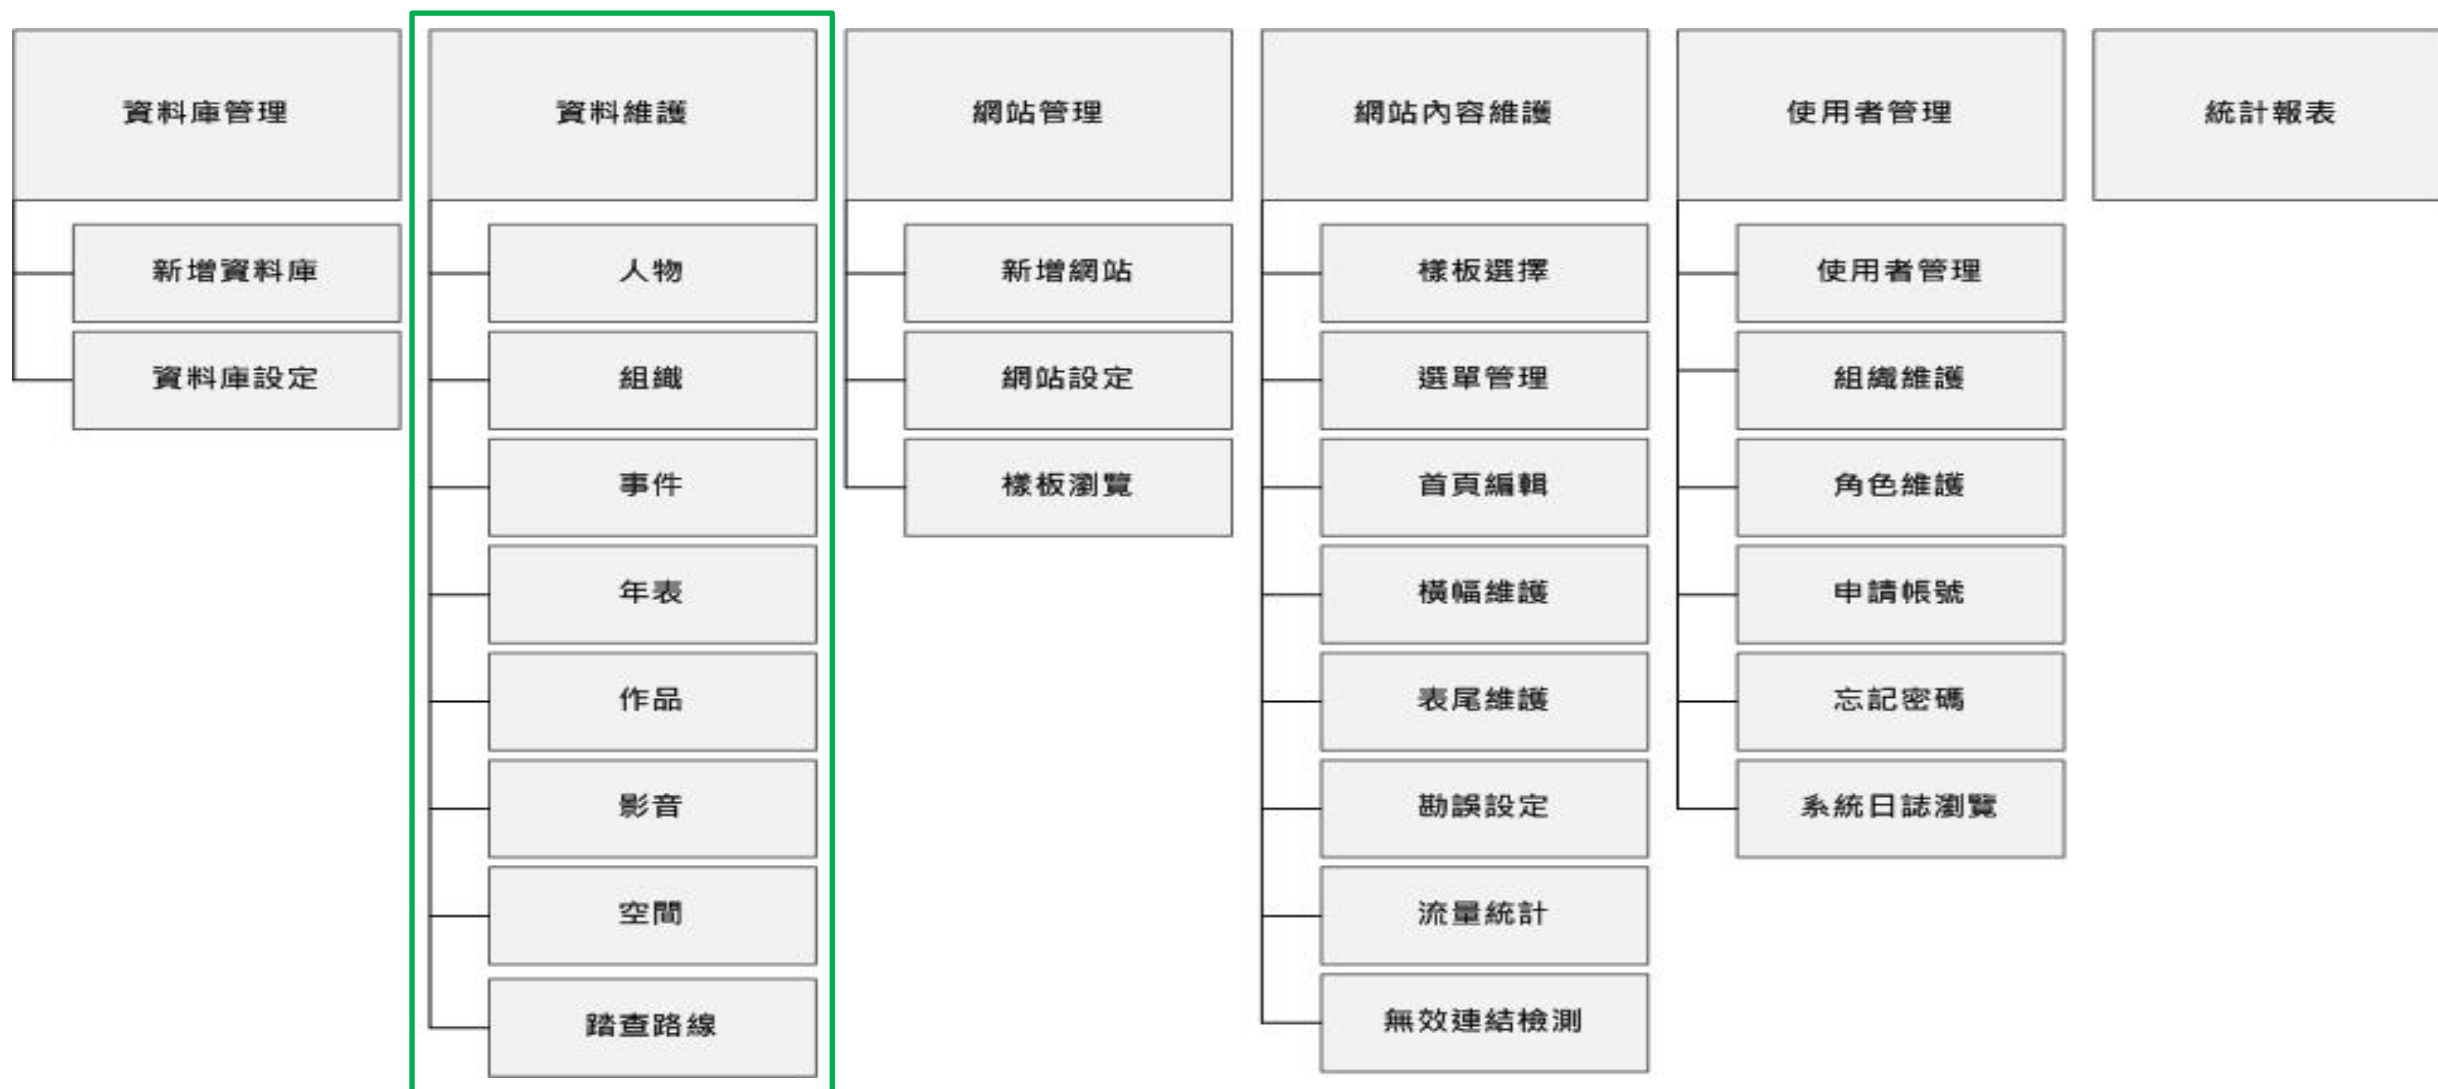 資料庫管理
新增資料庫
資料庫設定
資料維護
人物
組織
事件
年表
作品
影音
空間
踏查路線
網站管理
新增網站
網站設定
樣板瀏覽
網站內容維護
樣板選擇
選單管理
首頁編輯
橫幅維護
表尾維護
勘誤設定
流量統計
無效連結檢測
使用者管理
使用者管理
組織維護
角色維護
申請帳號
忘記密碼
系統日誌瀏覽
統計報表